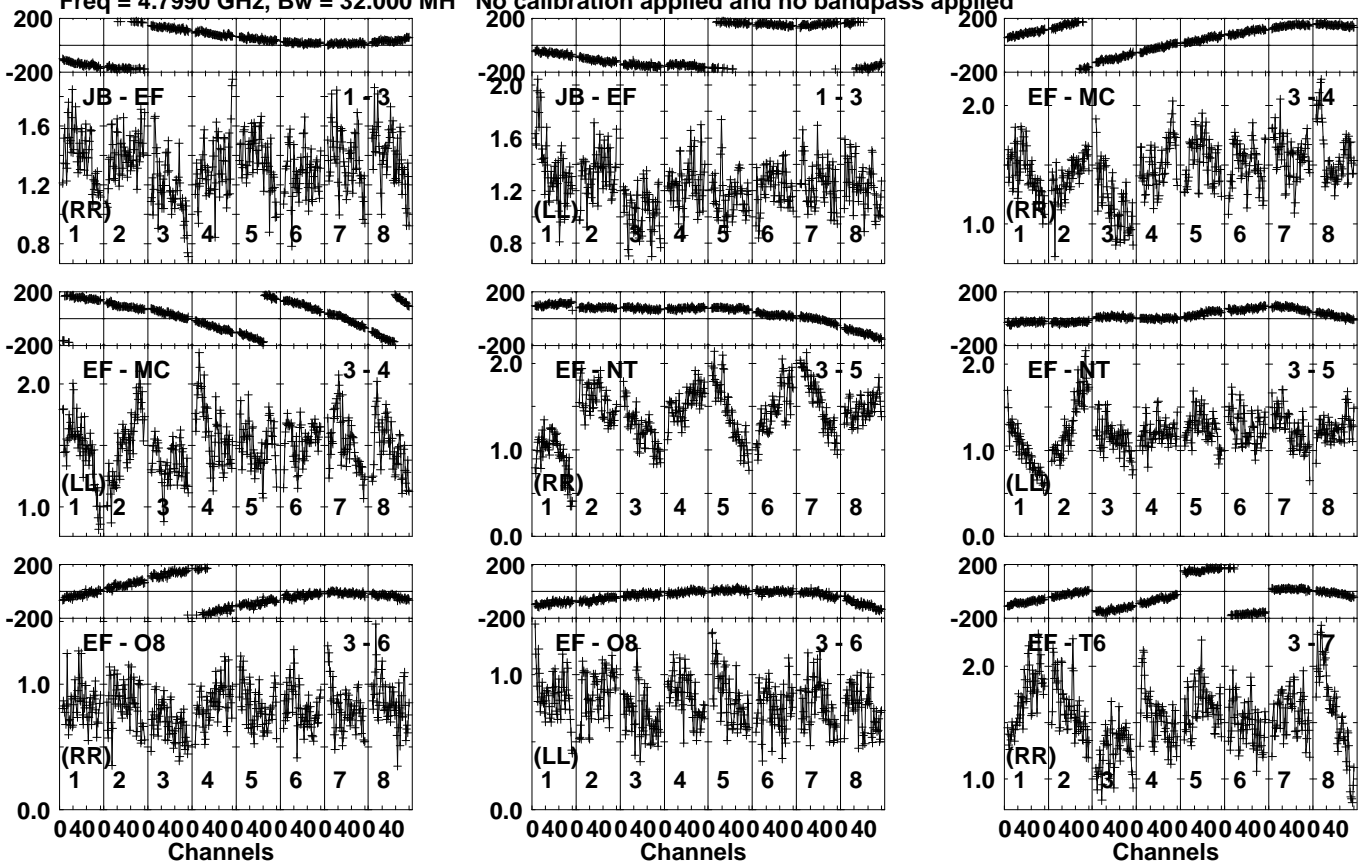 Freq = 4.7990 GHz, Bw = 32.000 MH No calibration applied and no bandpass applied
200 200 200
-200 -200 -200
JB - EF 1 - 3 2.0 JB - EF 1 - 3 EF - MC 3 - 4
2.0
1.6 1.6
1.2 1.2
(RR) (LL) (RR) 1.0
1 2 3 4 5 6 7 8 1 2 3 4 5 6 7 8 1 2 3 4 5 6 7 8
0.8 0.8
200 200 200
-200 -200 -200
EF - MC 3 - 4 2.0 EF - NT 3 - 5 2.0 EF - NT 3 - 5
2.0
1.0 1.0
(LL) (RR) (LL)
1.0 1 2 3 4 5 6 7 8 1 2 3 4 5 6 7 8 1 2 3 4 5 6 7 8
0.0 0.0
200 200 200
-200 -200 -200
EF - O8 3 - 6 EF - O8 3 - 6 EF - T6 3 - 7
1.0 1.0 2.0
(RR) (LL) (RR)
1 2 3 4 5 6 7 8 1 2 3 4 5 6 7 8 1.0 1 2 3 4 5 6 7 8
0.0 0.0
0 40 0 40 0 40 0 40 0 40 0 40 0 40 0 40 0 40 0 40 0 40 0 40 0 40 0 40 0 40 0 40 0 40 0 40 0 40 0 40 0 40 0 40 0 40 0 40
Channels Channels Channels